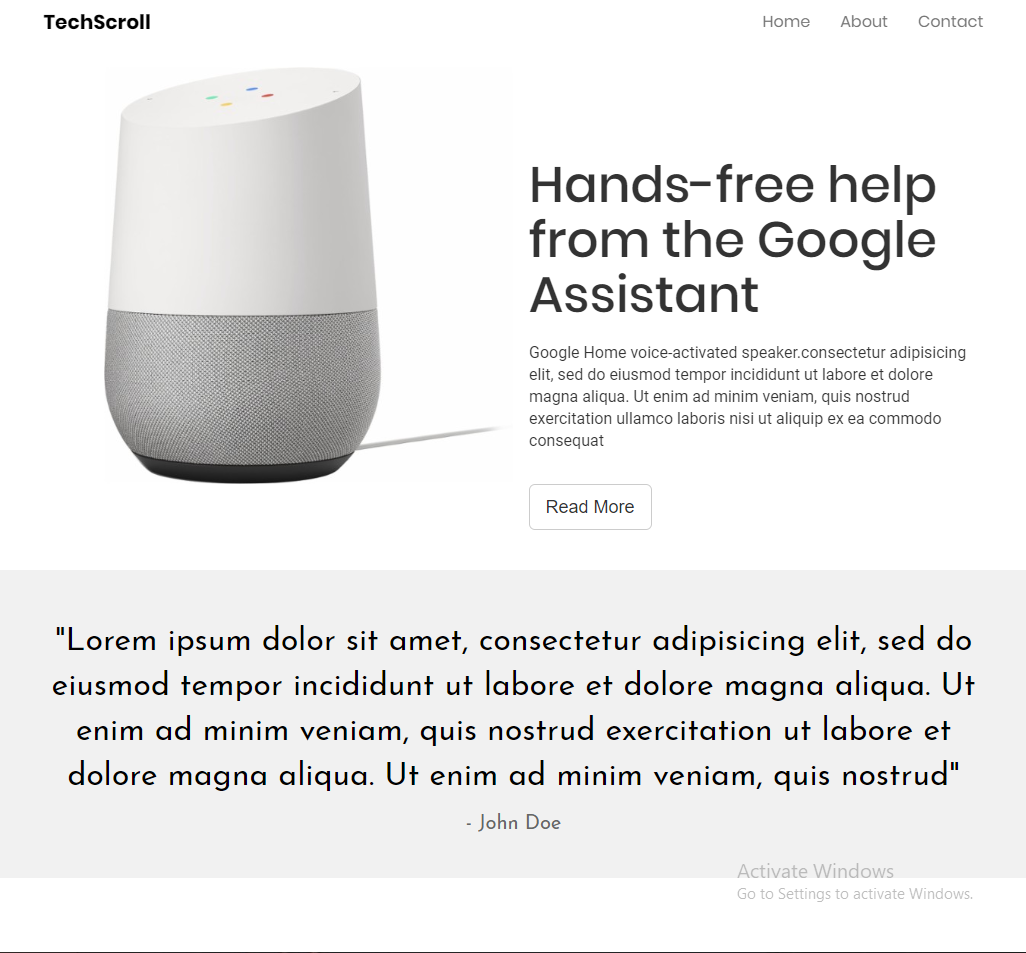 TechScroll
Home About Contact
Hands-free help
from the Google
Assistant
Google Home voice-activated speaker.consectetur adipisicing
elit, sed do eiusmod tempor incididunt ut labore et dolore
magna aliqua. Ut enim ad minim veniam, quis nostrud
exercitation ullamco laboris nisi ut aliquip ex ea commodo
consequat
Read More
"Lorem ipsum dolor sit amet, consectetur adipisicing elit, sed do
eiusmod tempor incididunt ut labore et dolore magna aliqua. Ut
enim ad minim veniam, quis nostrud exercitation ut labore et
dolore magna aliqua. Ut enim ad minim veniam, quis nostrud"
- John Doe
Activate Windows
Go to Settings to activate Windows.